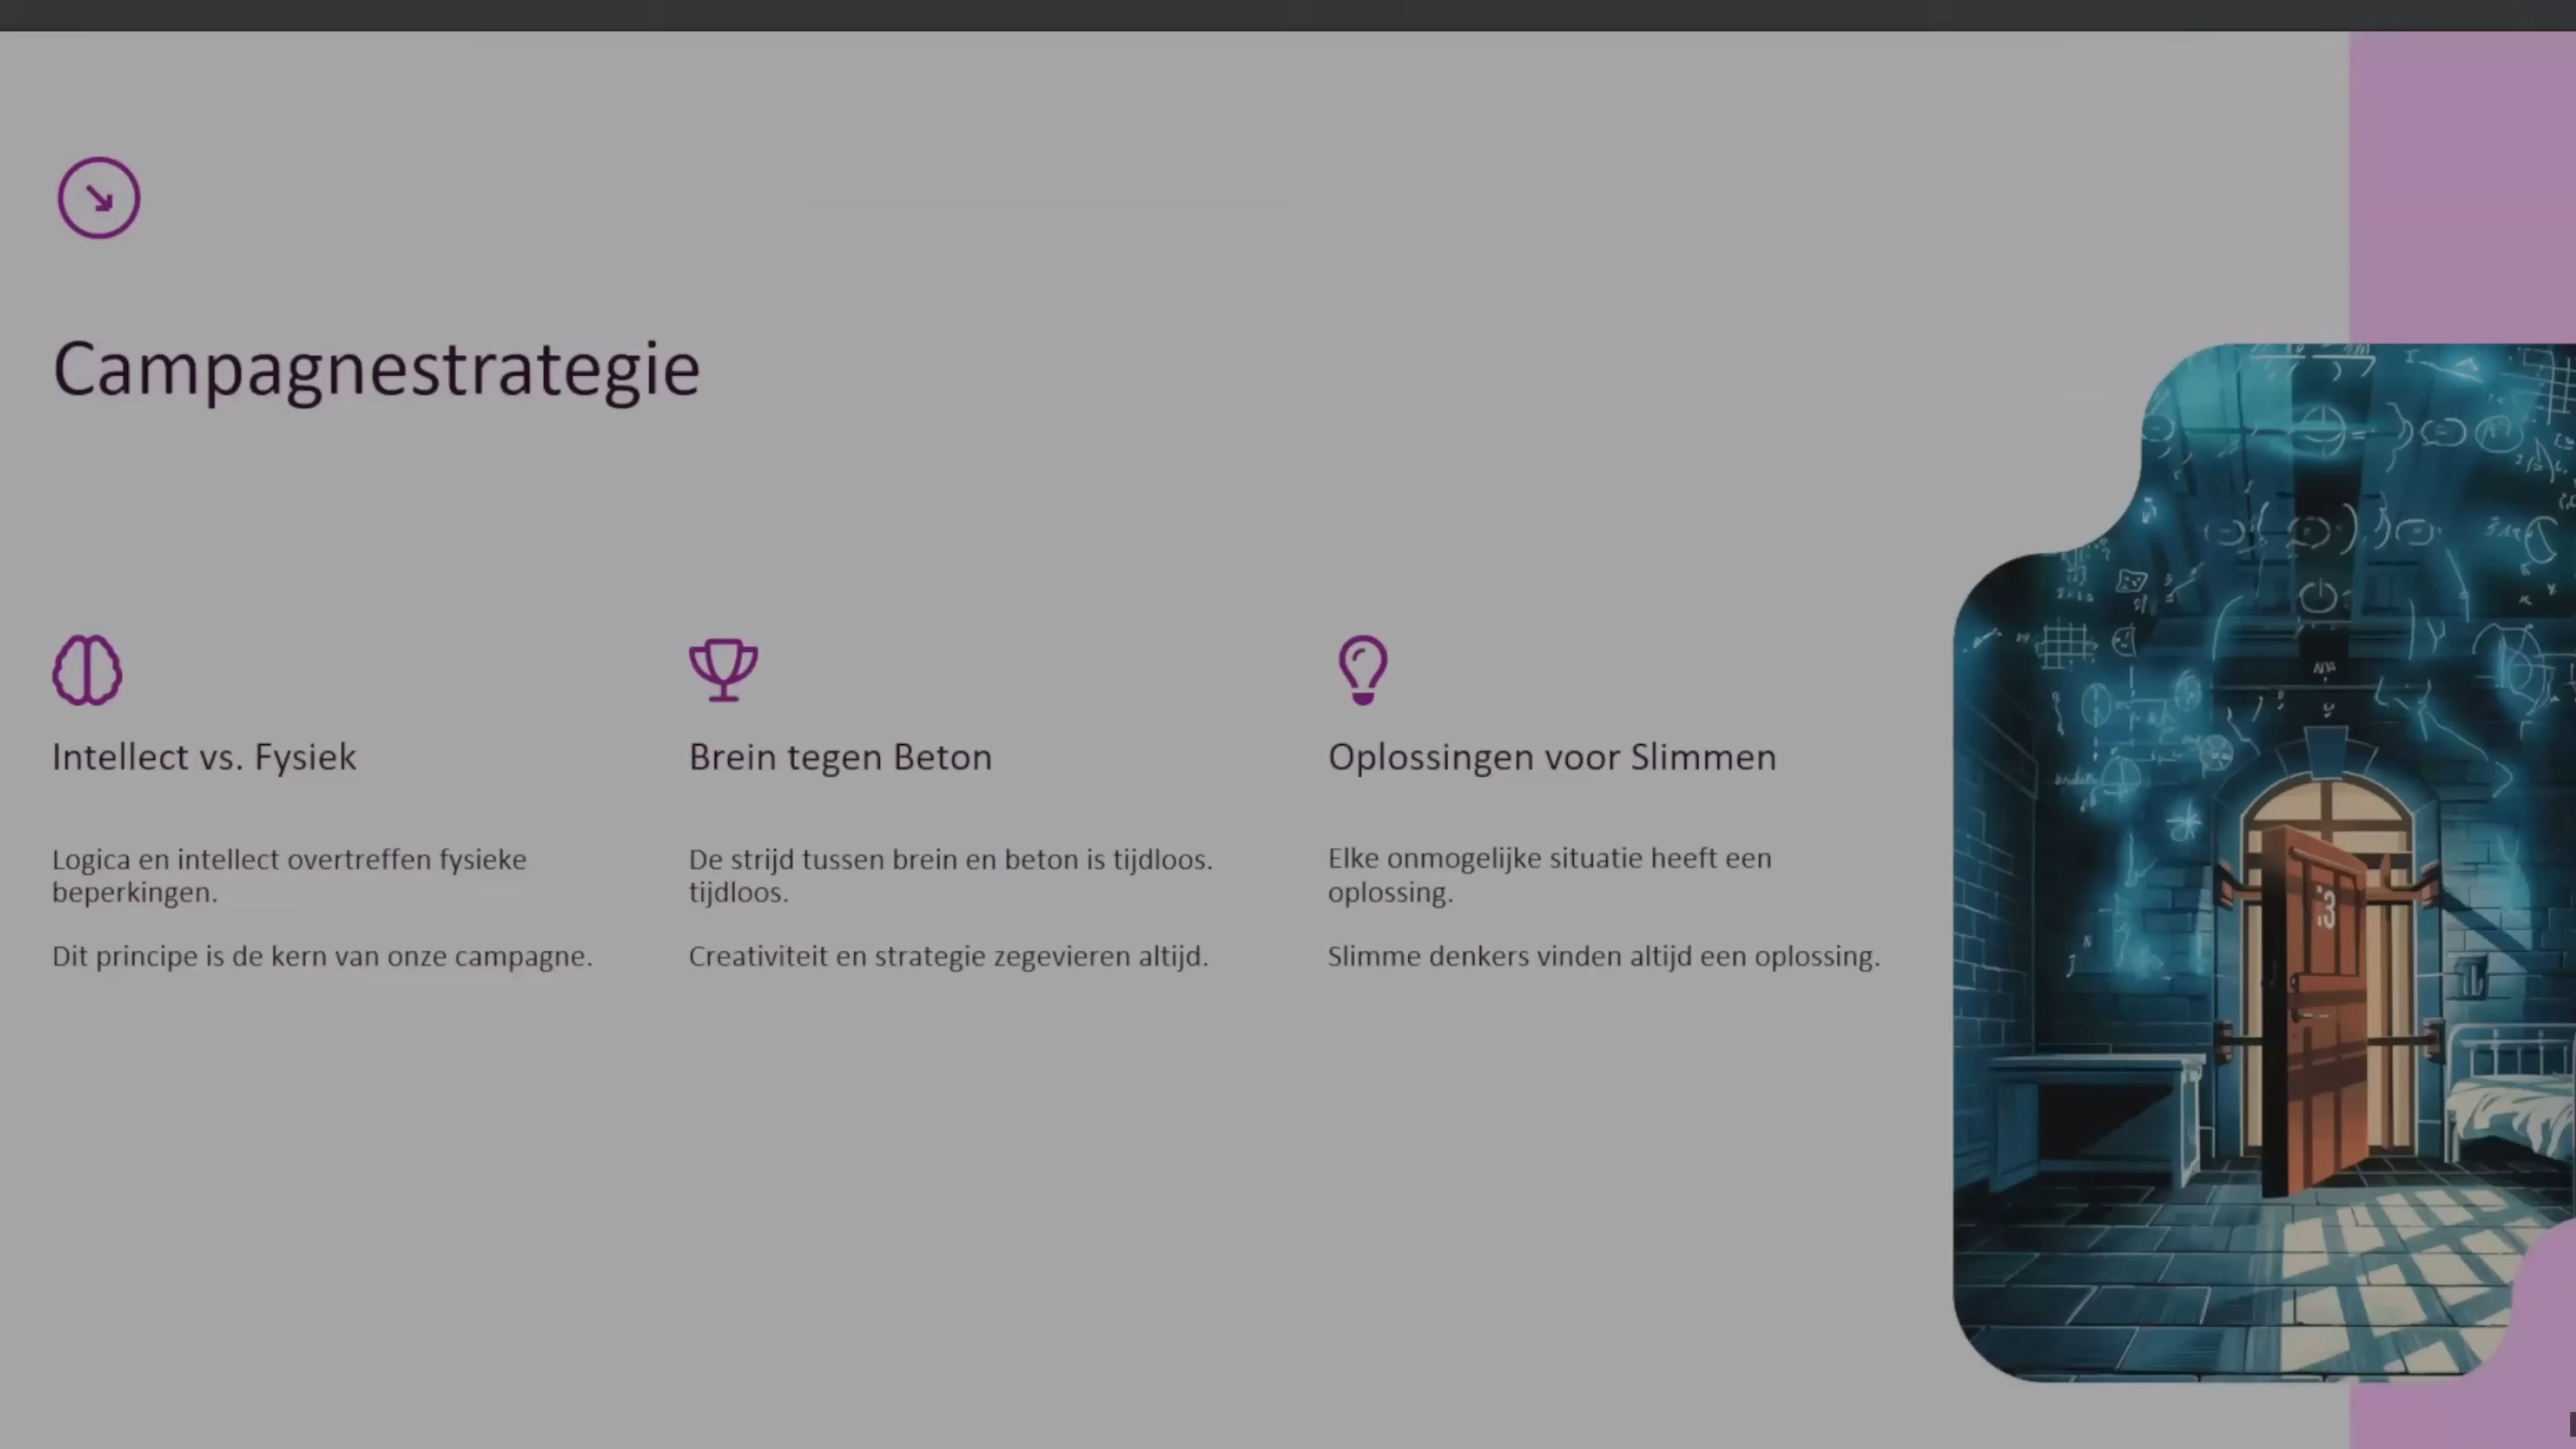 Campagnestrategie
Intellect vs. Fysiek
Logica en intellect overtreffen fysieke
beperkingen.
Dit principe is de kern van onze campagne.
Brein tegen Beton
De strijd tussen brein en beton is tijdloos.
tijdloos.
Creativiteit en strategie zegevieren altijd.
Oplossingen voor Slimmen
Elke onmogelijke situatie heeft een
oplossing.
Slimme denkers vinden altijd een oplossing.